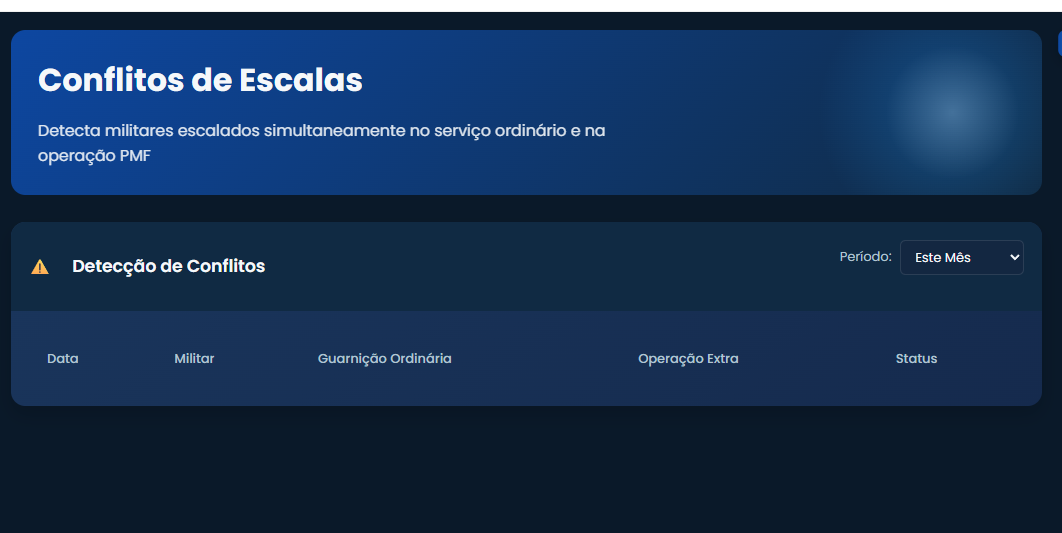 Conflitos de Escalas
Detecta militares escalados simultaneamente no serviço ordinário e na
operação PMF
Detecção de Conflitos
Período: Este Mês
Data Militar Guarnição Ordinária Operação Extra Status